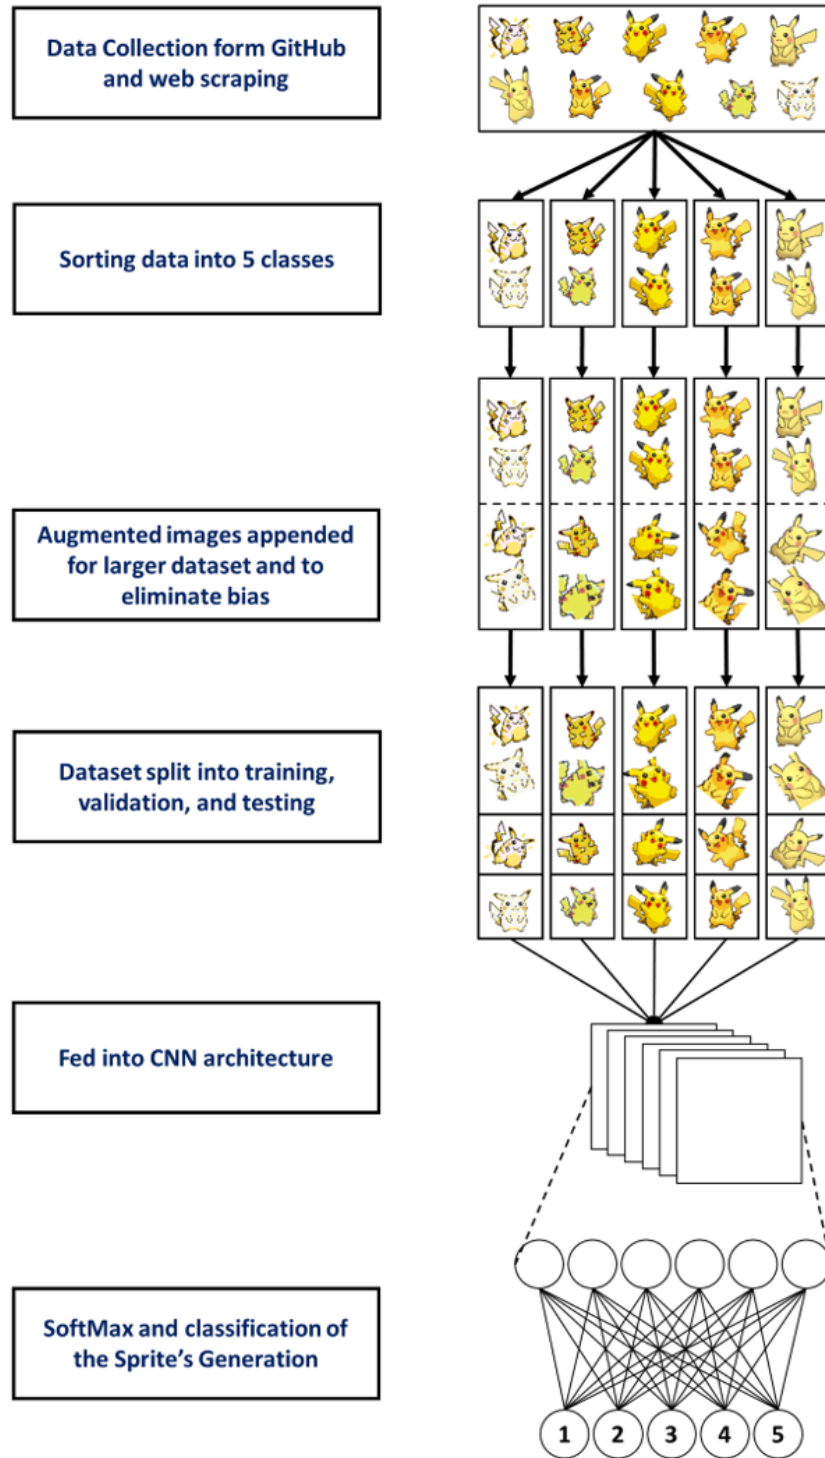 Data Collection form GitHub
and web scraping
Sorting data into 5 classes
Augmented images appended
for larger dataset and to
eliminate bias
Dataset split into training,
validation, and testing
Fed into CNN architecture
SoftMax and classification of
the Sprite's Generation
1 2 3 4 5